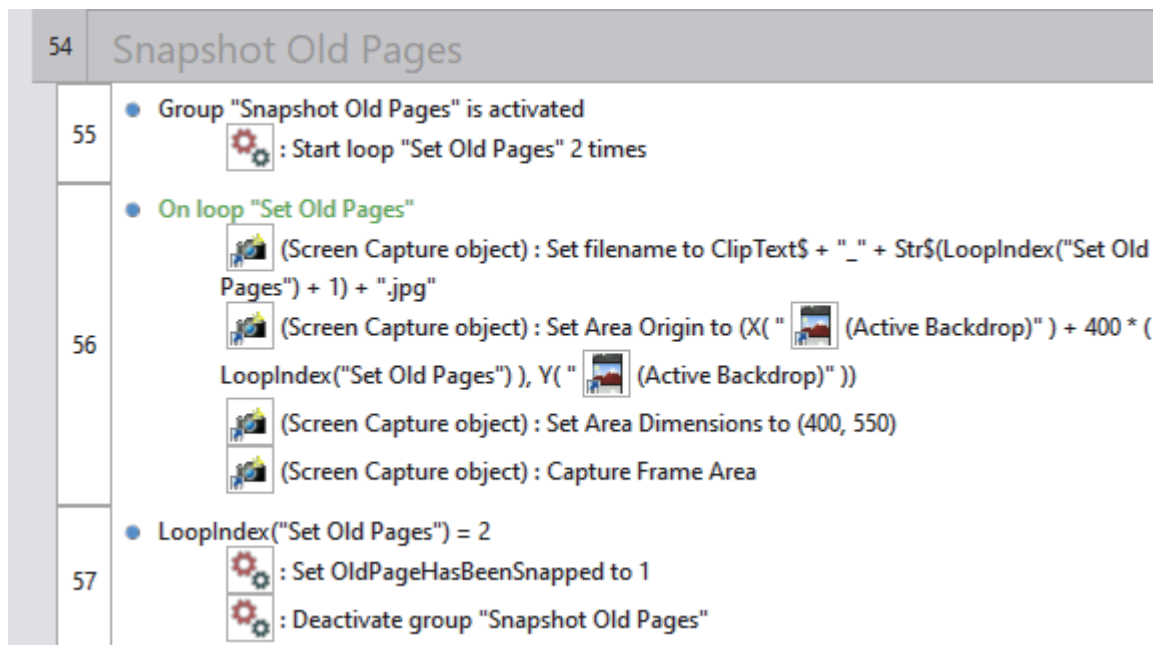 54 Snapshot Old Pages
55
Group "Snapshot Old Pages" is activated
: Start loop "Set Old Pages" 2 times
56
On loop "Set Old Pages"
(Screen Capture object) : Set filename to ClipText$ + "_" + Str$(LoopIndex("Set Old
Pages") + 1) + ".jpg"
(Screen Capture object) : Set Area Origin to (X( " (Active Backdrop)" ) + 400 * (
LoopIndex("Set Old Pages") ), Y( " (Active Backdrop)" ))
(Screen Capture object) : Set Area Dimensions to (400, 550)
(Screen Capture object) : Capture Frame Area
57
LoopIndex("Set Old Pages") = 2
: Set OldPageHasBeenSnapped to 1
: Deactivate group "Snapshot Old Pages"